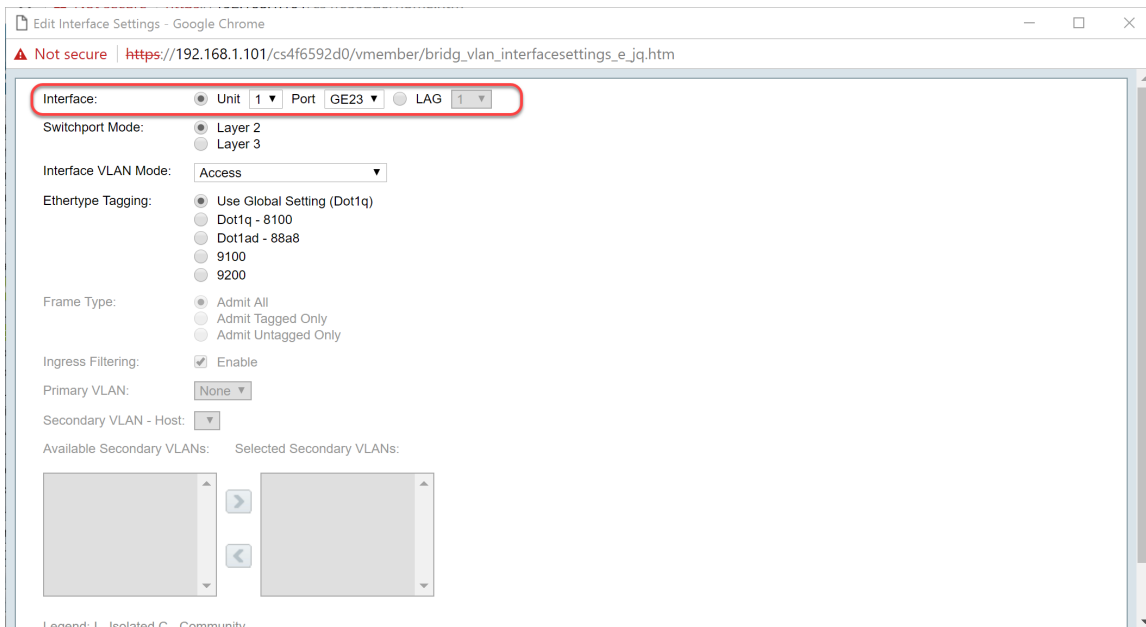 Edit Interface Settings - Google Chrome
Not secure https://192.168.1.101/cs4f6592d0/vmember/bridg_vlan_interfacesettings_e_jq.htm
Interface: Unit 1 Port GE23 LAG 1
Switchport Mode: Layer 2
Layer 3
Interface VLAN Mode: Access
Ethertype Tagging: Use Global Setting (Dot1q)
Dot1q - 8100
Dot1ad - 88a8
9100
9200
Frame Type: Admit All
Admit Tagged Only
Admit Untagged Only
Ingress Filtering: Enable
Primary VLAN: None
Secondary VLAN - Host:
Available Secondary VLANs: Selected Secondary VLANs:
Legend: I - Isolated C - Community